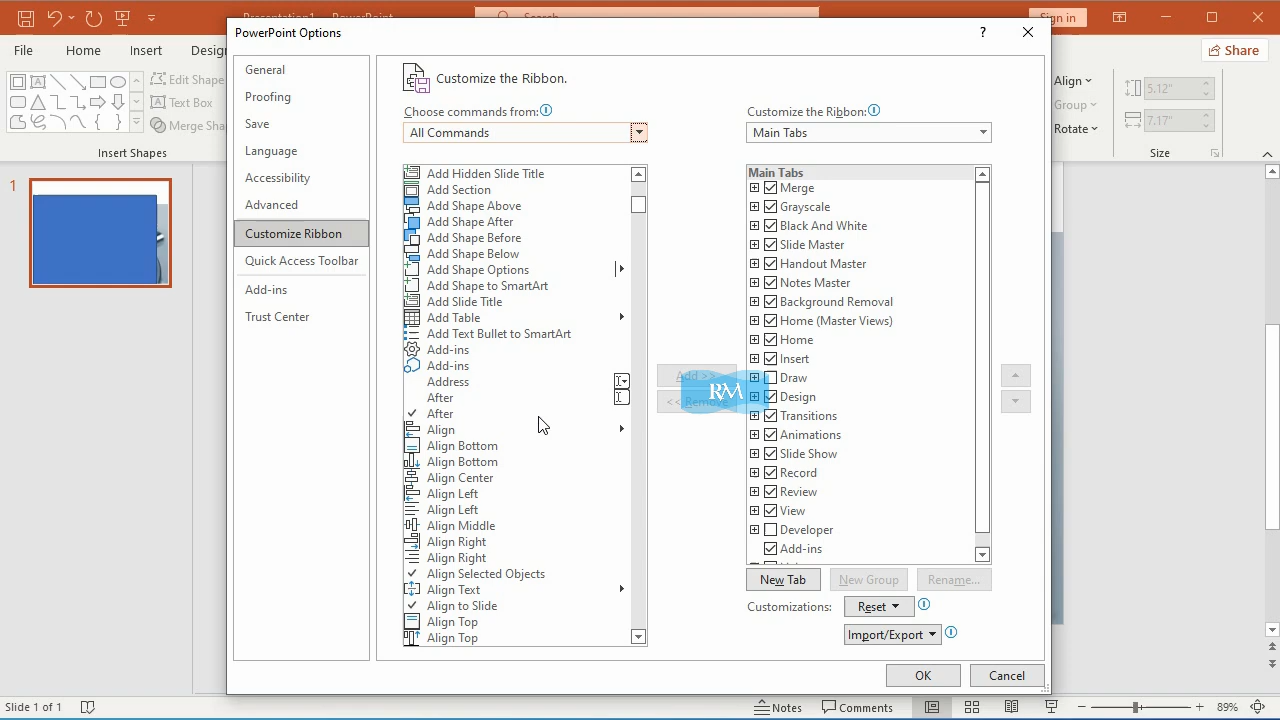 Presentation1 - PowerPoint
Search
Sign in
File
Home
Insert
Desig
Share
Edit Shape
Text Box
Merge Sha
Insert Shapes
Align
Group
Rotate
5.12"
7.17"
Size
1
PowerPoint Options
?
General
Proofing
Save
Language
Accessibility
Advanced
Customize Ribbon
Quick Access Toolbar
Add-ins
Trust Center
Customize the Ribbon.
Choose commands from:
All Commands
Add Hidden Slide Title
Add Section
Add Shape Above
Add Shape After
Add Shape Before
Add Shape Below
Add Shape Options
Add Shape to SmartArt
Add Slide Title
Add Table
Add Text Bullet to SmartArt
Add-ins
Add-ins
Address
After
After
Align
Align Bottom
Align Bottom
Align Center
Align Left
Align Left
Align Middle
Align Right
Align Right
Align Selected Objects
Align Text
Align to Slide
Align Top
Align Top
Add >>
<< Remove
RM
Customize the Ribbon:
Main Tabs
Main Tabs
Merge
Grayscale
Black And White
Slide Master
Handout Master
Notes Master
Background Removal
Home (Master Views)
Home
Insert
Draw
Design
Transitions
Animations
Slide Show
Record
Review
View
Developer
Add-ins
New Tab
New Group
Rename...
Customizations:
Reset
Import/Export
OK
Cancel
Slide 1 of 1
Notes
Comments
89%